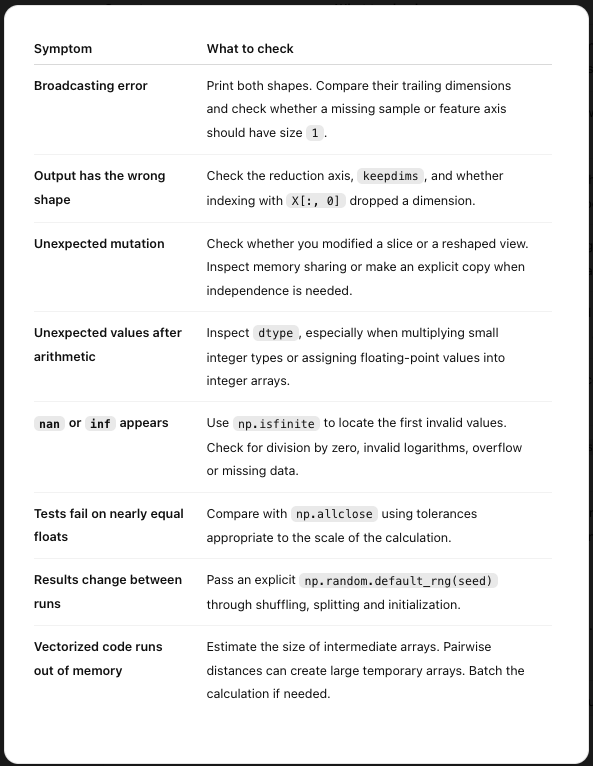 Symptom What to check
Broadcasting error Print both shapes. Compare their trailing dimensions
and check whether a missing sample or feature axis
should have size 1.
Output has the wrong Check the reduction axis, keepdims, and whether
shape indexing with X[:, 0] dropped a dimension.
Unexpected mutation Check whether you modified a slice or a reshaped view.
Inspect memory sharing or make an explicit copy when
independence is needed.
Unexpected values after Inspect dtype, especially when multiplying small
arithmetic integer types or assigning floating-point values into
integer arrays.
nan or inf appears Use np.isfinite to locate the first invalid values.
Check for division by zero, invalid logarithms, overflow
or missing data.
Tests fail on nearly equal Compare with np.allclose using tolerances
floats appropriate to the scale of the calculation.
Results change between Pass an explicit np.random.default_rng(seed)
runs through shuffling, splitting and initialization.
Vectorized code runs Estimate the size of intermediate arrays. Pairwise
out of memory distances can create large temporary arrays. Batch the
calculation if needed.